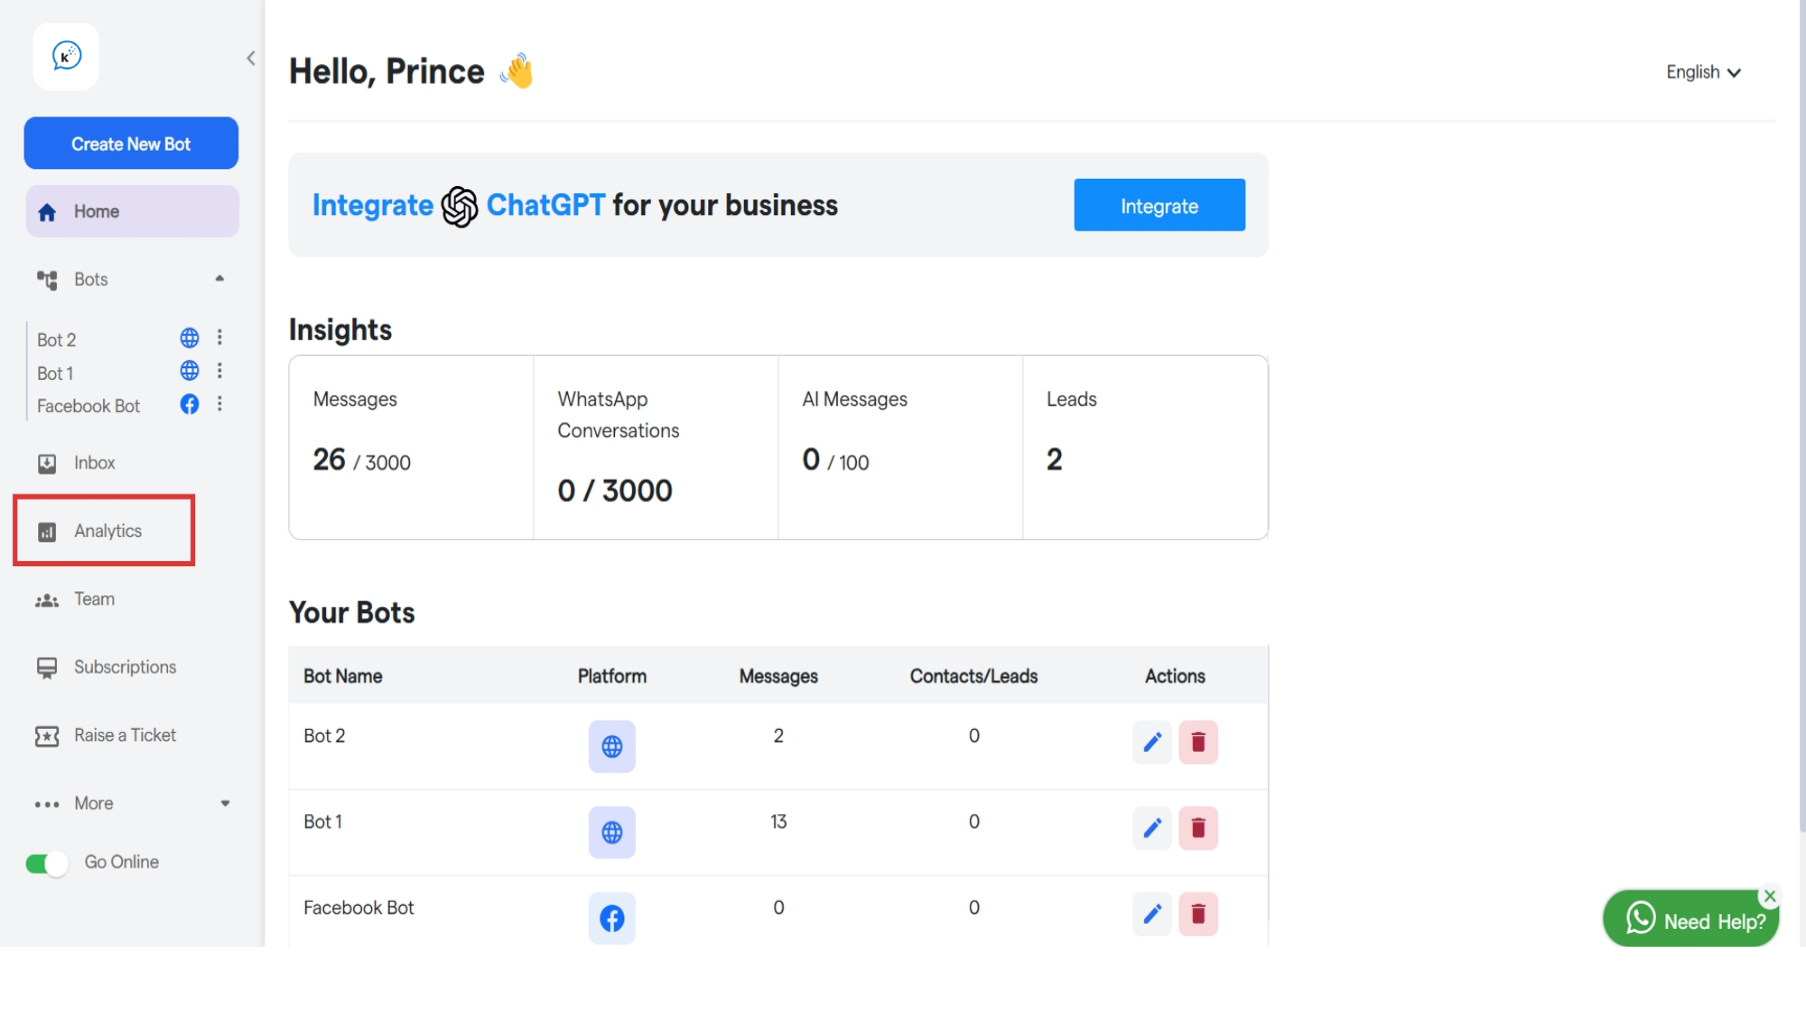 k
Create New Bot
Home
Bots
Bot 2
Bot 1
Facebook Bot
Inbox
Analytics
Team
Subscriptions
Raise a Ticket
More
Go Online
Hello, Prince
English
Integrate ChatGPT for your business
Integrate
Insights
Messages
26 / 3000
WhatsApp
Conversations
0 / 3000
AI Messages
0 / 100
Leads
2
Your Bots
Bot Name Platform Messages Contacts/Leads Actions
Bot 2 2 0
Bot 1 13 0
Facebook Bot 0 0
Need Help?